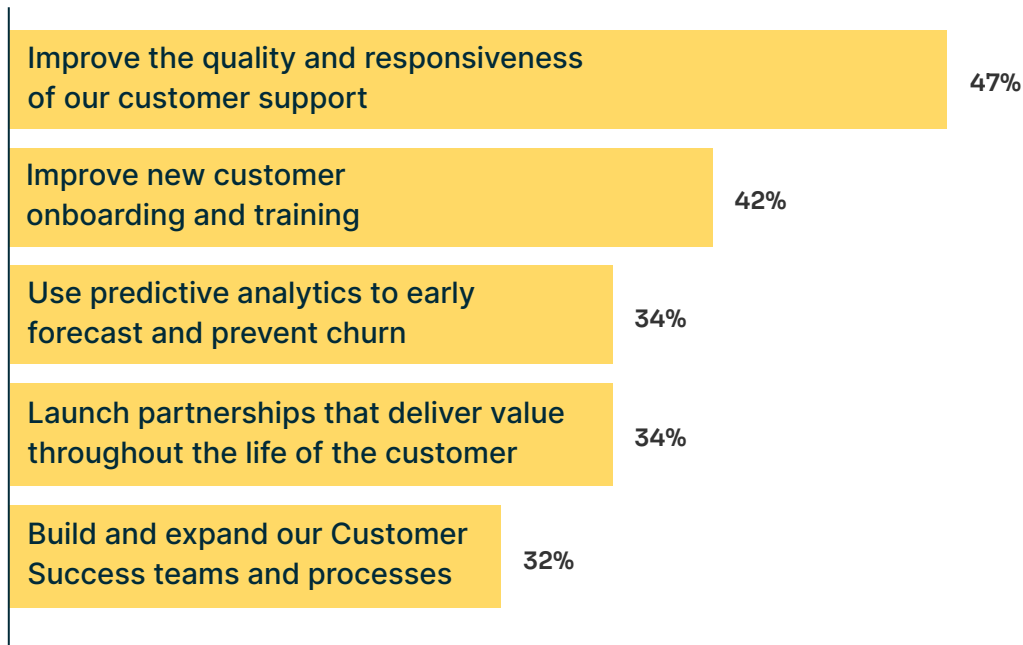 Improve the quality and responsiveness
of our customer support
47%
Improve new customer
onboarding and training
42%
Use predictive analytics to early
forecast and prevent churn
34%
Launch partnerships that deliver value
throughout the life of the customer
34%
Build and expand our Customer
Success teams and processes
32%